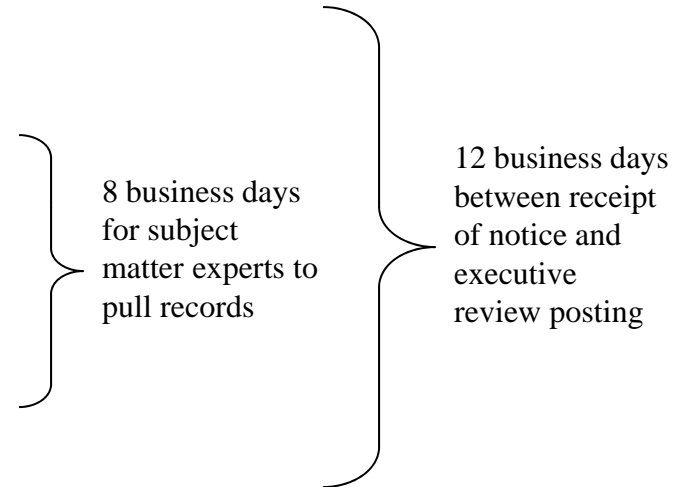 8 business days
for subject
matter experts to
pull records
12 business days
between receipt
of notice and
executive
review posting